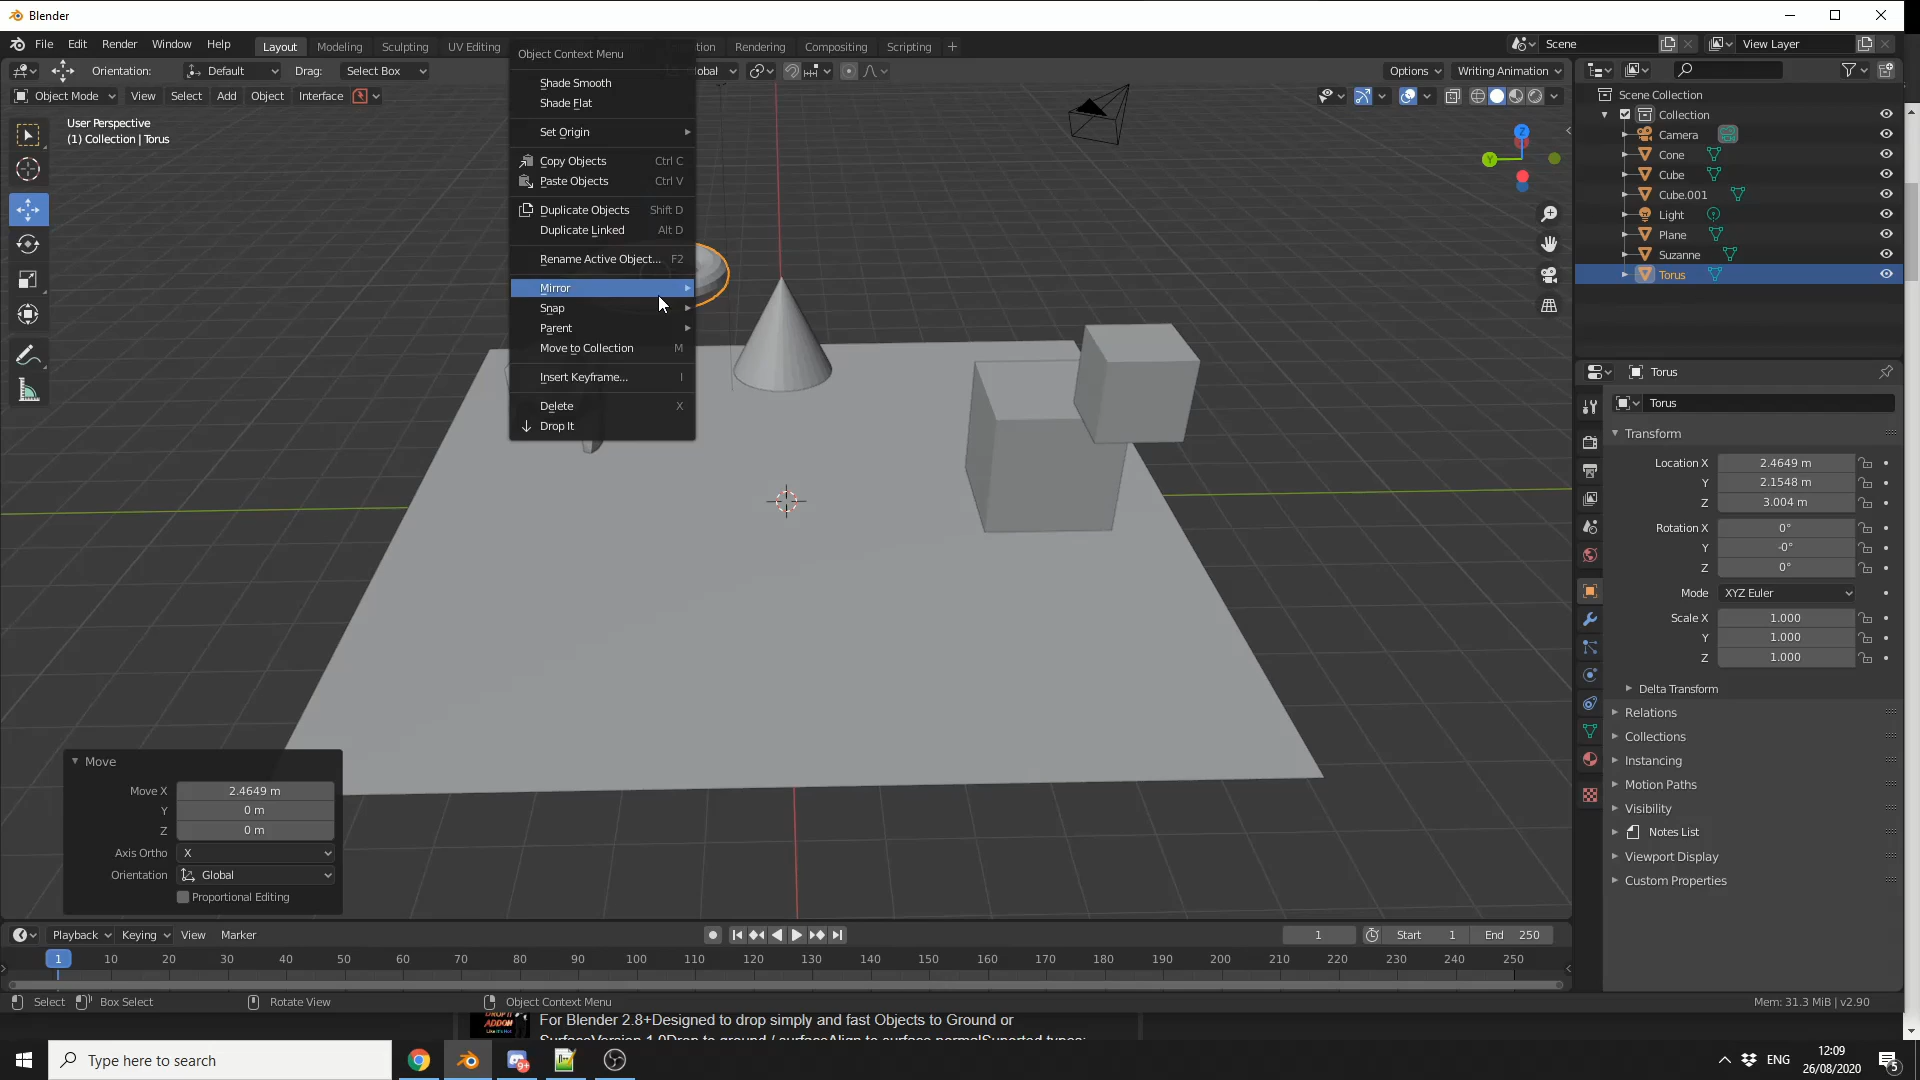 Blender
File Edit Render Window Help Layout Modeling Sculpting UV Editing Rendering Compositing Scripting + Scene View Layer
Orientation: Default Drag: Select Box Options Writing Animation
Object Mode View Select Add Object Interface
User Perspective
(1) Collection | Torus
Object Context Menu
Shade Smooth
Shade Flat
Set Origin
Copy Objects Ctrl C
Paste Objects Ctrl V
Duplicate Objects Shift D
Duplicate Linked Alt D
Rename Active Object... F2
Mirror
Snap
Parent
Move to Collection M
Insert Keyframe... I
Delete X
Drop It
Z
Y
Scene Collection
Collection
Camera
Cone
Cube
Cube.001
Light
Plane
Suzanne
Torus
Torus
Torus
Transform
Location X 2.4649 m
Y 2.1548 m
Z 3.004 m
Rotation X 0°
Y -0°
Z 0°
Mode XYZ Euler
Scale X 1.000
Y 1.000
Z 1.000
Delta Transform
Relations
Collections
Instancing
Motion Paths
Visibility
Notes List
Viewport Display
Custom Properties
Move
Move X 2.4649 m
Y 0 m
Z 0 m
Axis Ortho X
Orientation Global
Proportional Editing
Playback Keying View Marker 1 Start 1 End 250
1 10 20 30 40 50 60 70 80 90 100 110 120 130 140 150 160 170 180 190 200 210 220 230 240 250
Select Box Select Rotate View Object Context Menu Mem: 31.3 MiB | v2.90
ADDON
For Blender 2.8+Designed to drop simply and fast Objects to Ground or
Type here to search
9+
ENG
12:09
26/08/2020
5